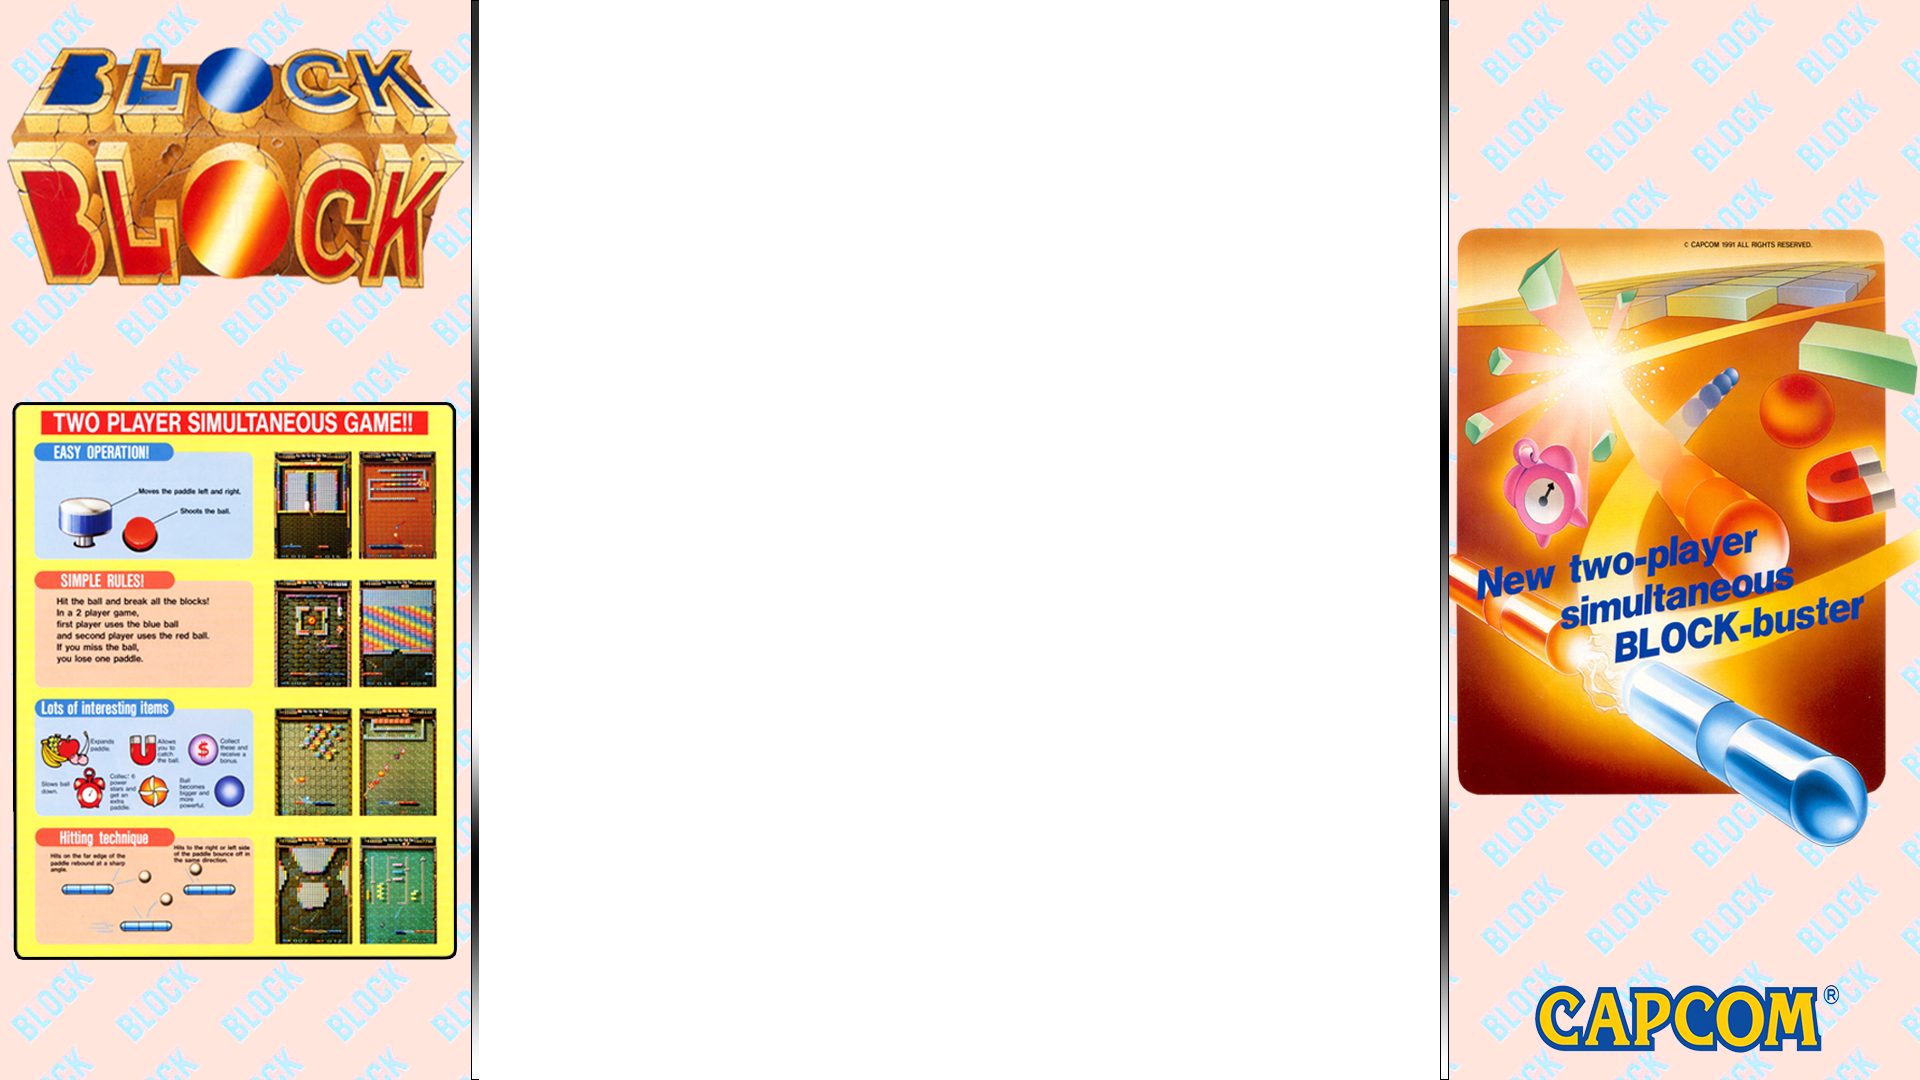 BLOCK
BLOCK
TWO PLAYER SIMULTANEOUS GAME!!
EASY OPERATION!
Moves the paddle left and right.
Shoots the ball.
SIMPLE RULES!
Hit the ball and break all the blocks!
In a 2 player game,
first player uses the blue ball
and second player uses the red ball.
If you miss the ball,
you lose one paddle.
Lots of interesting items
Expands
paddle.
Allows
you to
catch
the ball.
$
Collect
these and
receive a
bonus.
Slows ball
down.
Collect 6
power
stars and
get an
extra
paddle.
Ball
becomes
bigger and
more
powerful.
Hitting technique
Hits on the far edge of the
paddle rebound at a sharp
angle.
Hits to the right or left side
of the paddle bounce off in
the same direction.
© CAPCOM 1991 ALL RIGHTS RESERVED.
New two-player
simultaneous
BLOCK-buster
CAPCOM®